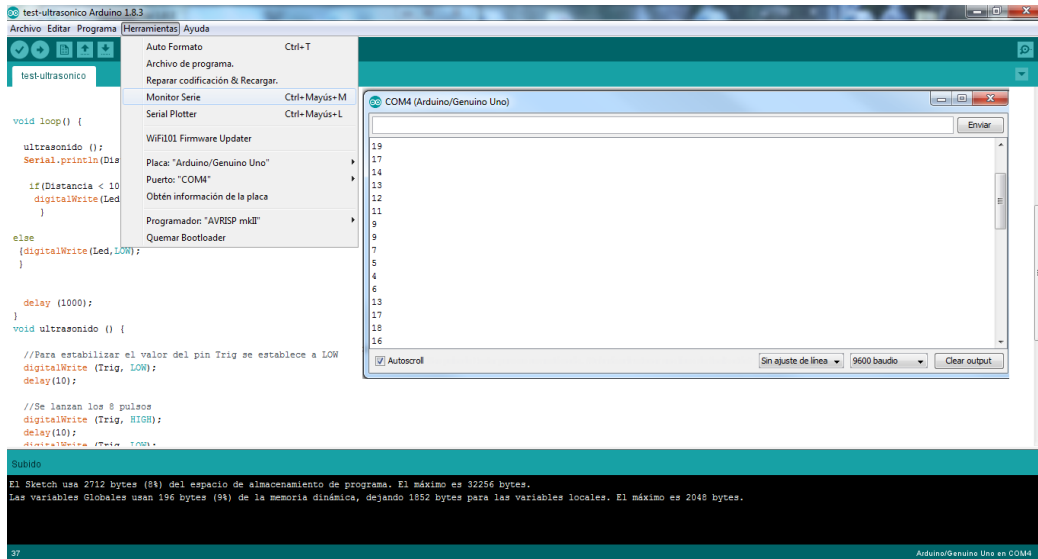 test-ultrasonico Arduino 1.8.3
Archivo Editar Programa Herramientas Ayuda
test-ultrasonico
Auto Formato Ctrl+T
Archivo de programa.
Reparar codificación & Recargar.
Monitor Serie Ctrl+Mayús+M
Serial Plotter Ctrl+Mayús+L
WiFi101 Firmware Updater
Placa: "Arduino/Genuino Uno"
Puerto: "COM4"
Obtén información de la placa
Programador: "AVRISP mkII"
Quemar Bootloader
void loop() {
ultrasonido ();
Serial.println(Dis
if(Distancia < 10
digitalWrite(Led
}
else
{digitalWrite(Led,LOW);
}
delay (1000);
}
void ultrasonido () {
//Para estabilizar el valor del pin Trig se establece a LOW
digitalWrite (Trig, LOW);
delay(10);
//Se lanzan los 8 pulsos
digitalWrite (Trig, HIGH);
delay(10);
digitalWrite (Trig, LOW);
COM4 (Arduino/Genuino Uno)
Enviar
19
17
14
13
12
11
9
9
7
5
4
6
13
17
18
16
Autoscroll
Sin ajuste de línea
9600 baudio
Clear output
Subido
El Sketch usa 2712 bytes (8%) del espacio de almacenamiento de programa. El máximo es 32256 bytes.
Las variables Globales usan 196 bytes (9%) de la memoria dinámica, dejando 1852 bytes para las variables locales. El máximo es 2048 bytes.
37
Arduino/Genuino Uno en COM4